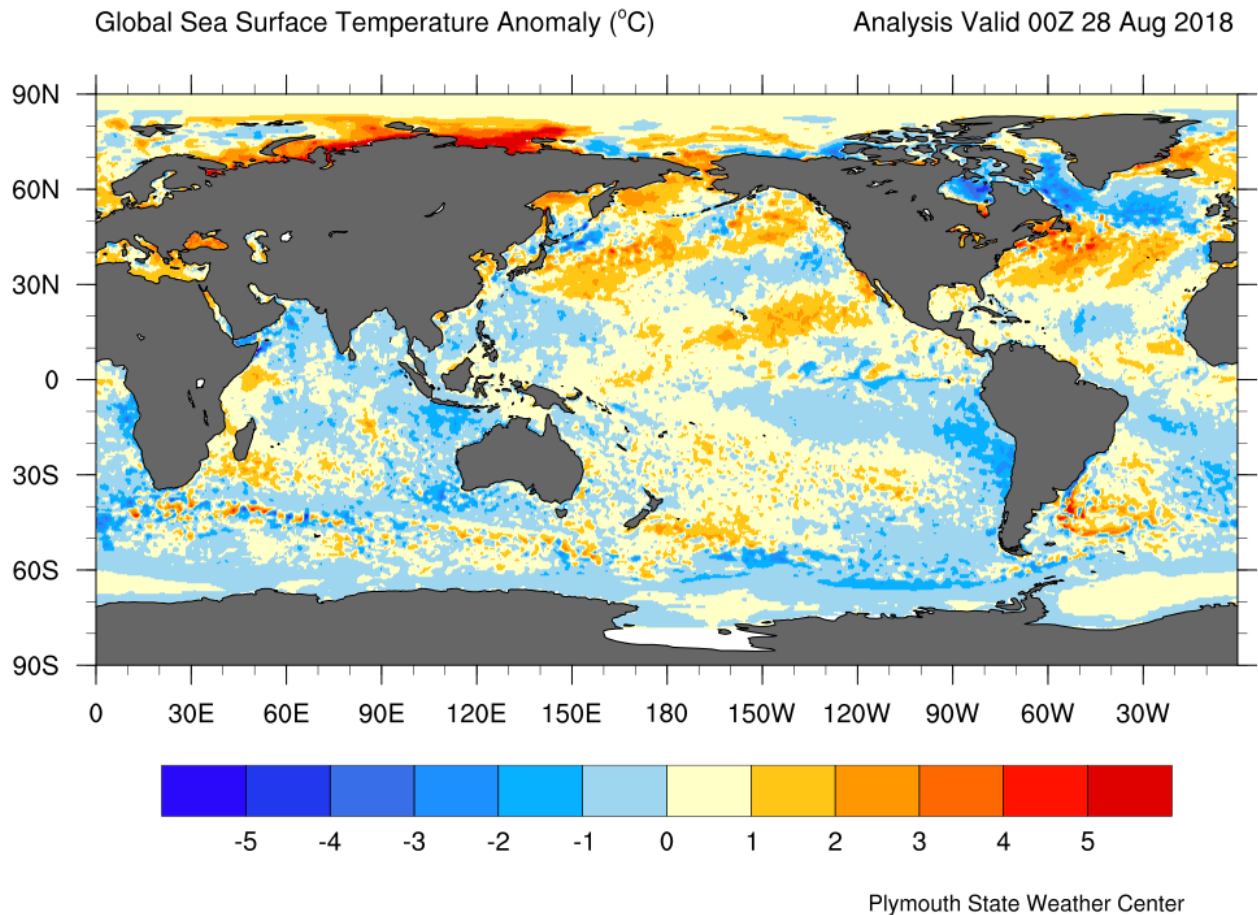 Global Sea Surface Temperature Anomaly (°C) Analysis Valid 00Z 28 Aug 2018
90N
60N
30N
0
30S
60S
90S
0 30E 60E 90E 120E 150E 180 150W 120W 90W 60W 30W
-5 -4 -3 -2 -1 0 1 2 3 4 5
Plymouth State Weather Center